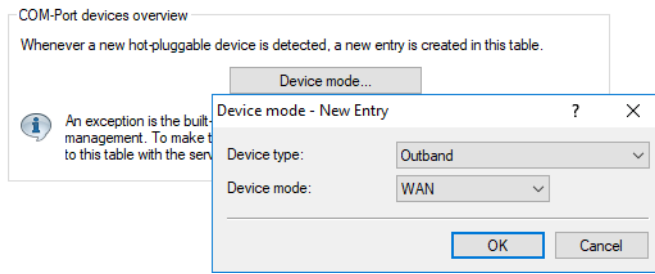 COM-Port devices overview
Whenever a new hot-pluggable device is detected, a new entry is created in this table.
Device mode...
An exception is the built-
management. To make t
to this table with the serv
Device mode - New Entry
?
Device type:
Outband
Device mode:
WAN
OK
Cancel